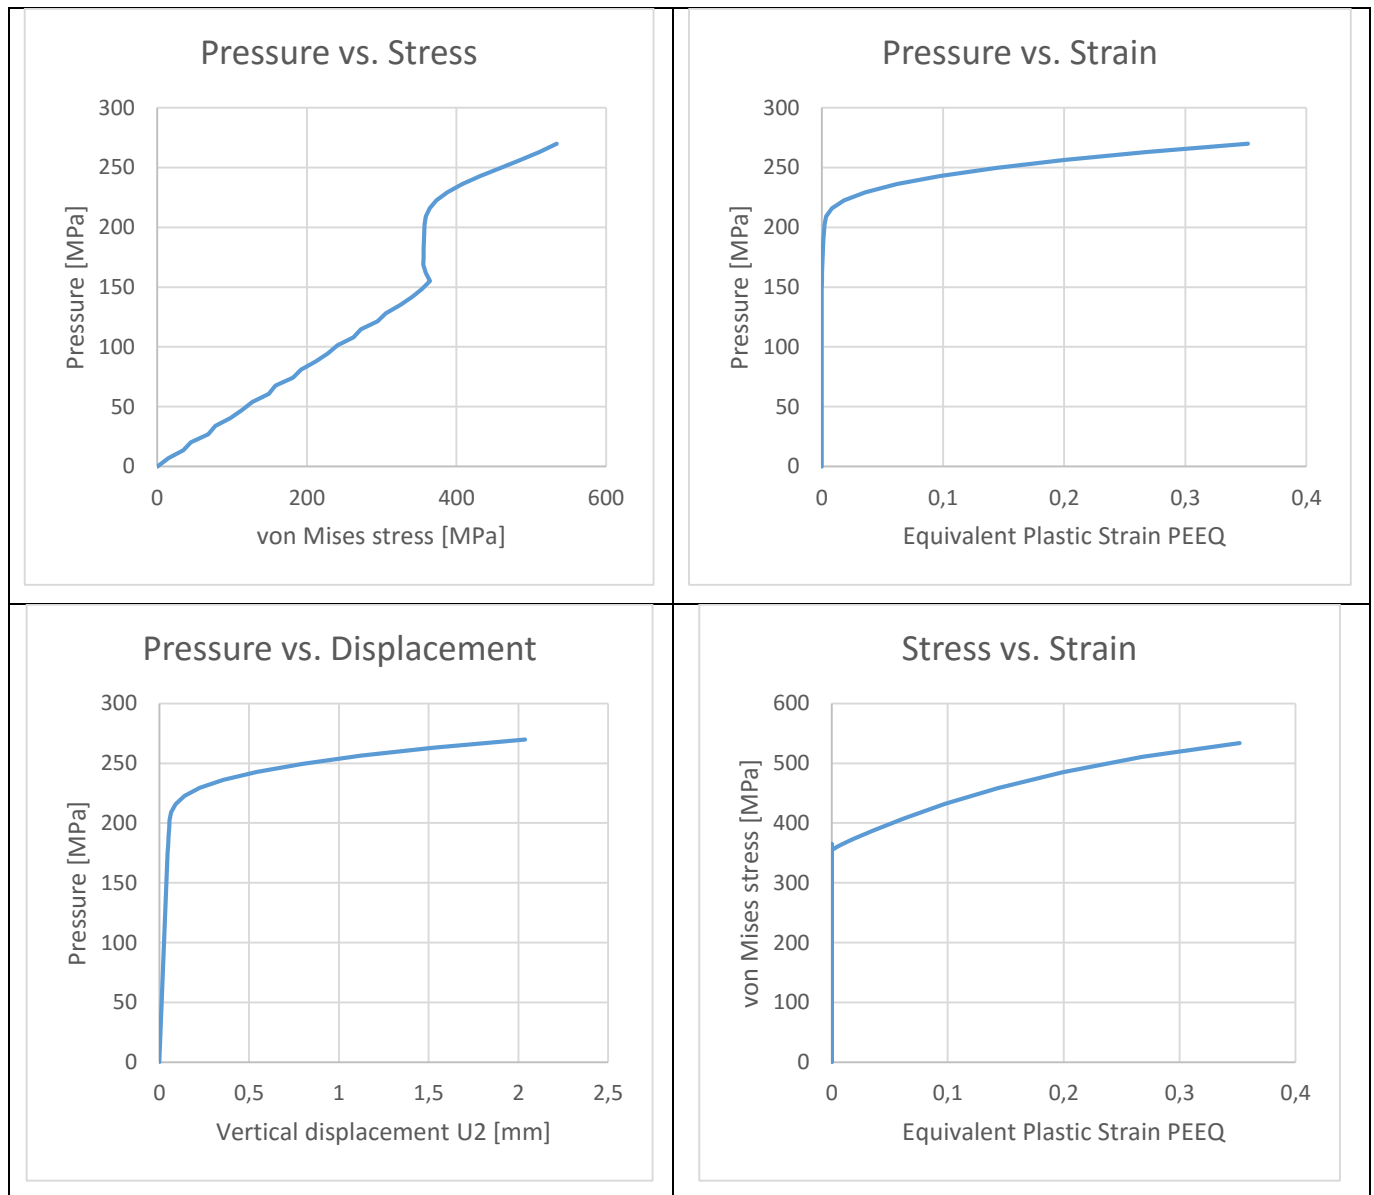 Pressure vs. Stress
300
250
200
150
100
50
0
Pressure [MPa]
0 200 400 600
von Mises stress [MPa]
Pressure vs. Strain
300
250
200
150
100
50
0
Pressure [MPa]
0 0,1 0,2 0,3 0,4
Equivalent Plastic Strain PEEQ
Pressure vs. Displacement
300
250
200
150
100
50
0
Pressure [MPa]
0 0,5 1 1,5 2 2,5
Vertical displacement U2 [mm]
Stress vs. Strain
600
500
400
300
200
100
0
von Mises stress [MPa]
0 0,1 0,2 0,3 0,4
Equivalent Plastic Strain PEEQ